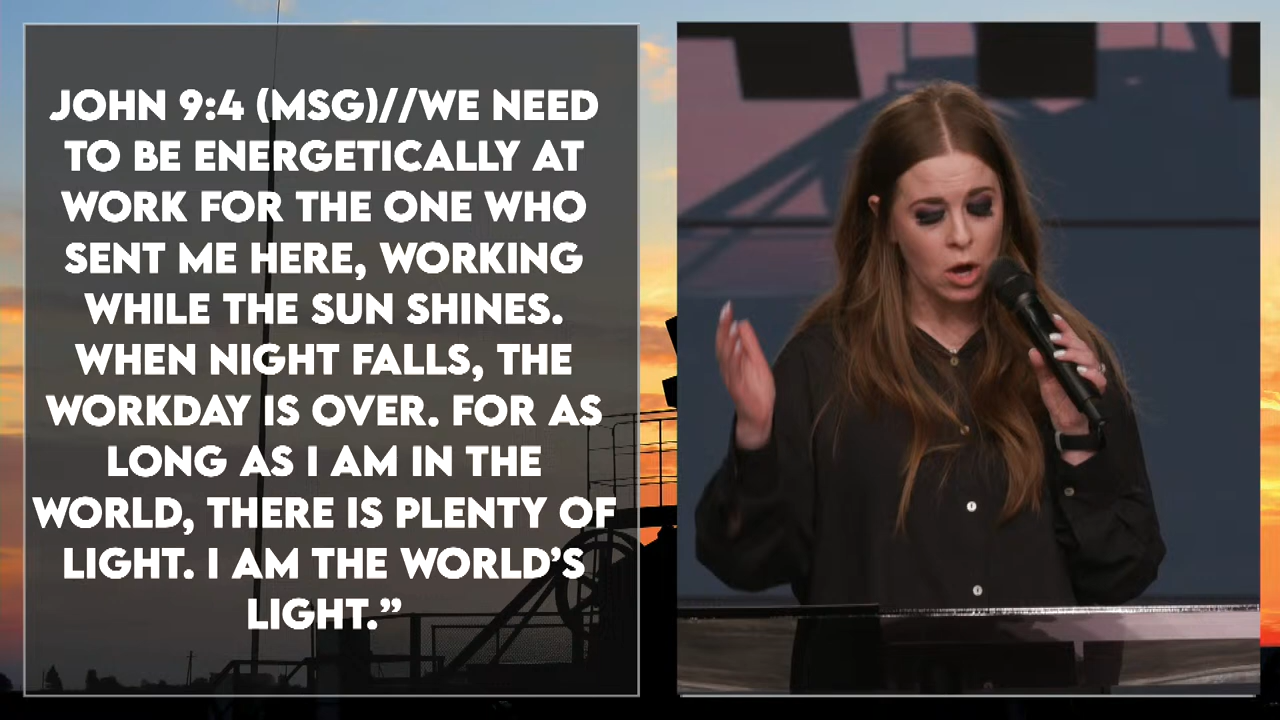 JOHN 9:4 (MSG)//WE NEED
TO BE ENERGETICALLY AT
WORK FOR THE ONE WHO
SENT ME HERE, WORKING
WHILE THE SUN SHINES.
WHEN NIGHT FALLS, THE
WORKDAY IS OVER. FOR AS
LONG AS I AM IN THE
WORLD, THERE IS PLENTY OF
LIGHT. I AM THE WORLD’S
LIGHT.”